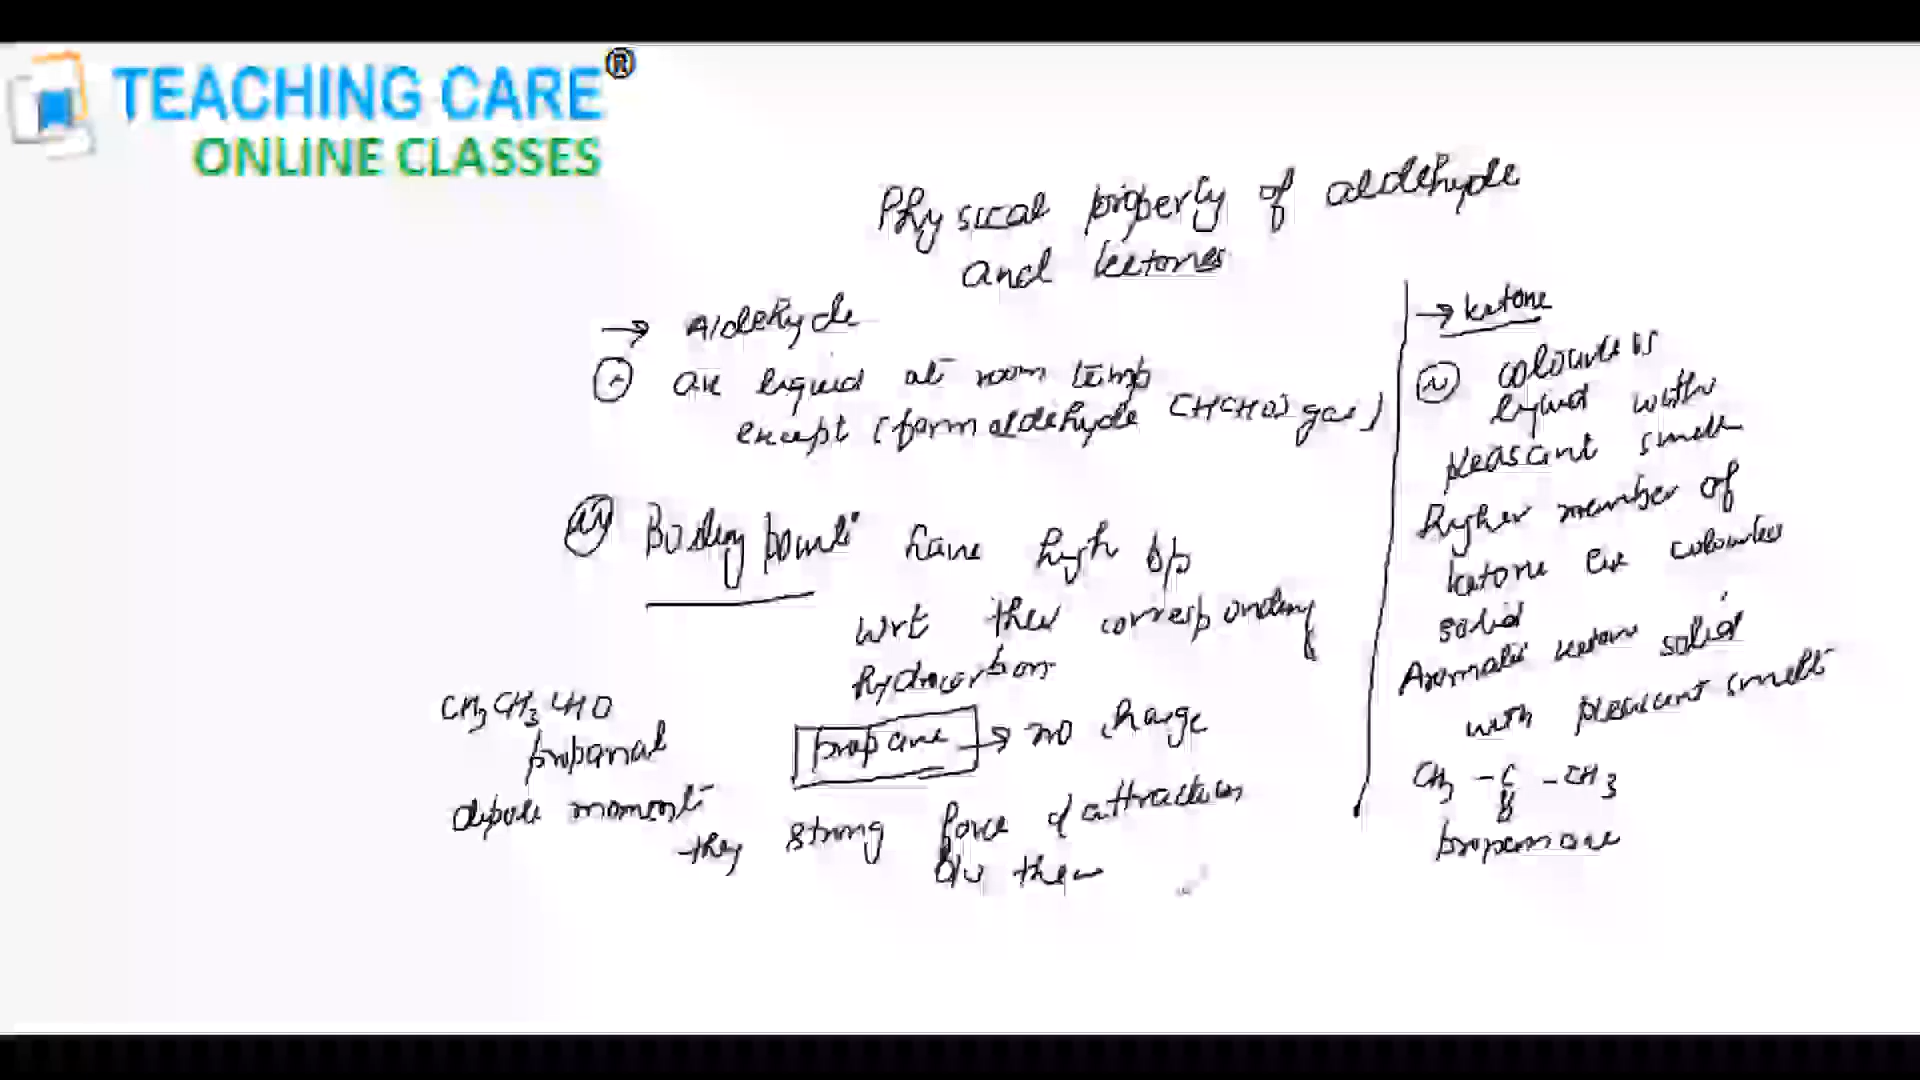 TEACHING CARE®
ONLINE CLASSES
Physical property of aldehyde
and ketones
→ Aldehyde
are liquid at room temp
except (formaldehyde (HCHO) gas)
Boiling point have high bp
wrt their corresponding
hydrocarbon
CH3CH3CHO
propanal
propane → no charge
dipole moment
they strong force of attraction
b/w them
→ ketone
colourless
liquid with
pleasant smell
higher member of
ketone are colourless
solid
Aromatic ketone solid
with pleasant smell
CH3 - C - CH3
propanone